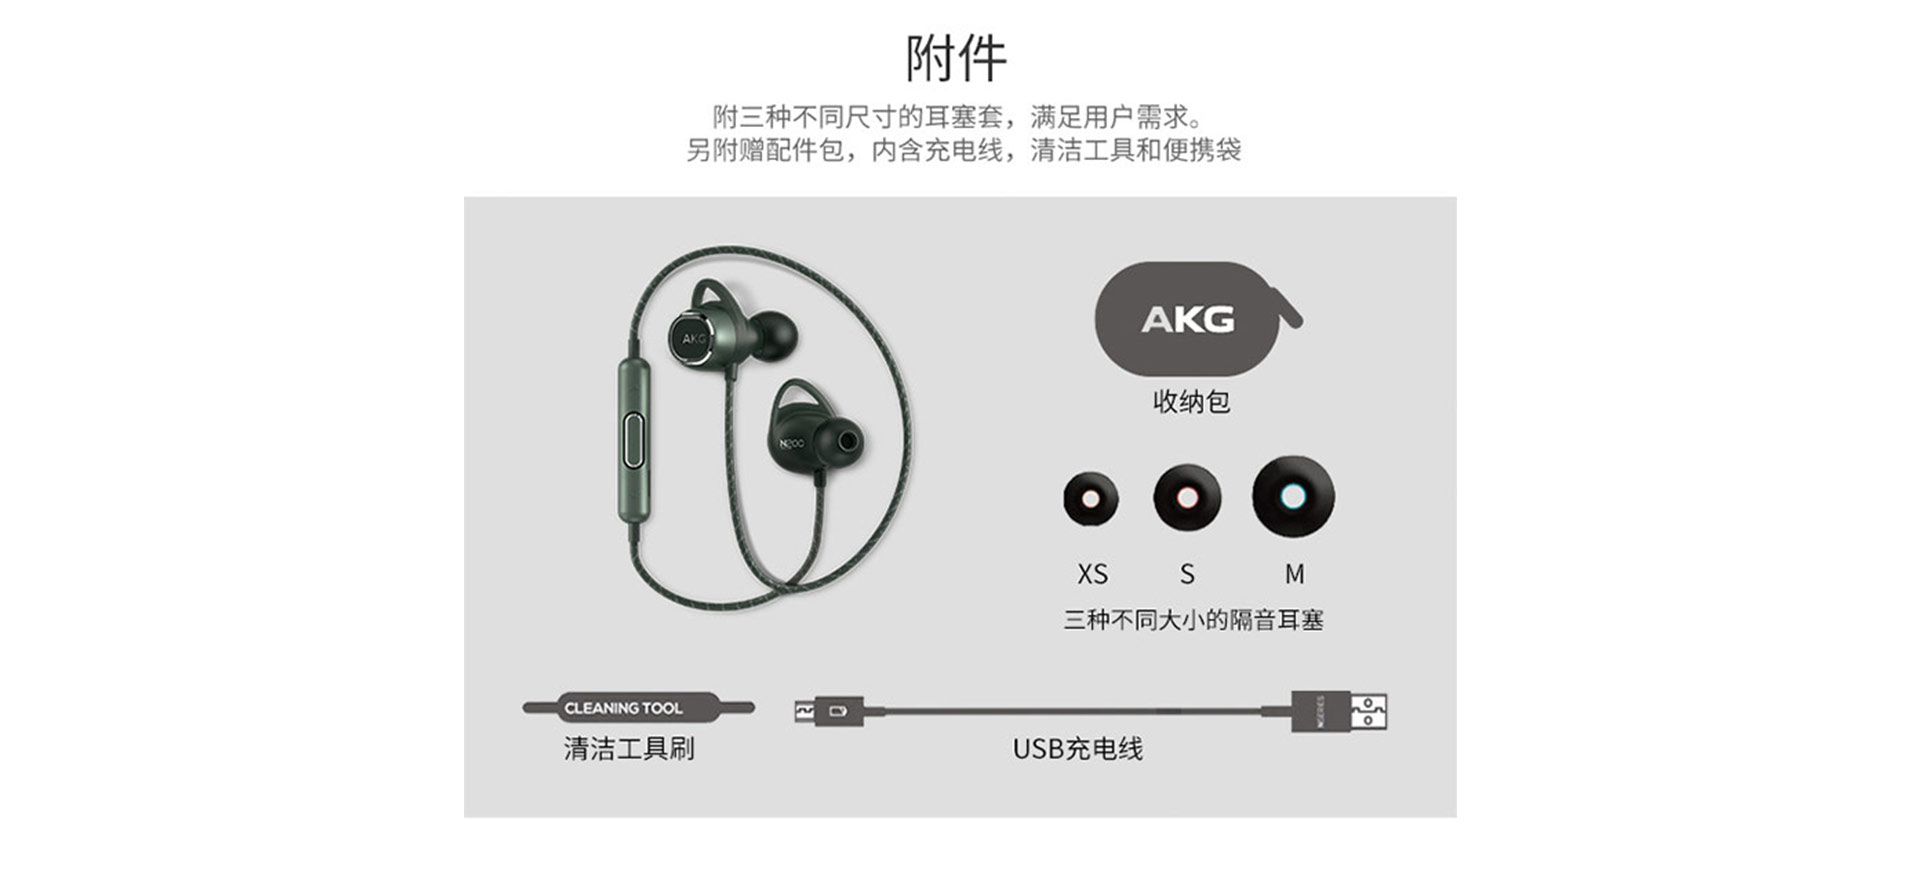 附件
附三种不同尺寸的耳塞套，满足用户需求。
另附赠配件包，内含充电线，清洁工具和便携袋
AKG
AKG
收纳包
N200
XS S M
三种不同大小的隔音耳塞
CLEANING TOOL
NSERIES
清洁工具刷
USB充电线